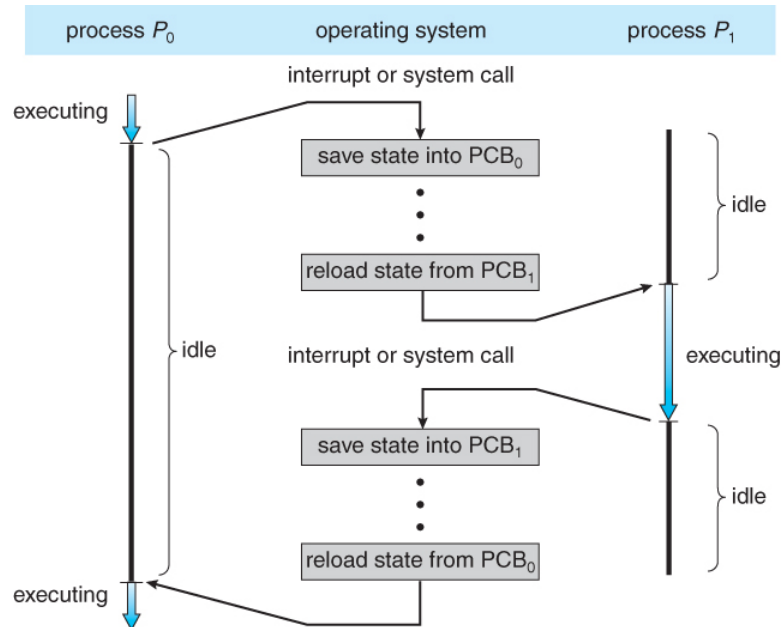 process P₀ operating system process P₁
interrupt or system call
executing
save state into PCB₀
idle
reload state from PCB₁
idle
interrupt or system call
executing
save state into PCB₁
idle
reload state from PCB₀
executing